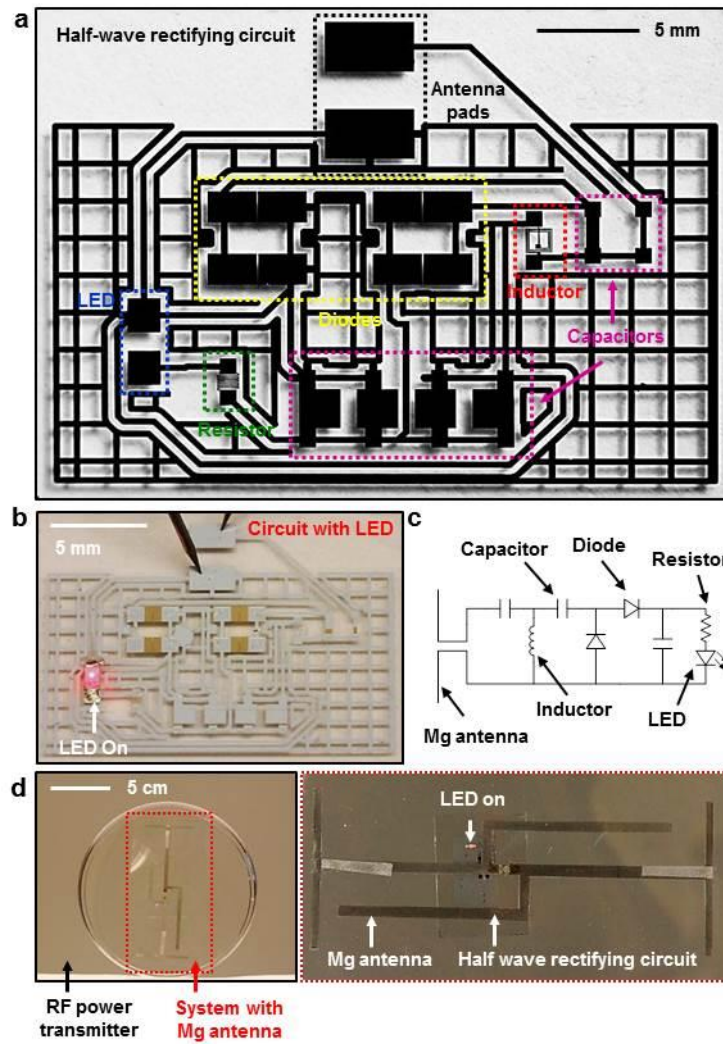 a
Half-wave rectifying circuit
5 mm
Antenna
pads
Inductor
LED
Diodes
Capacitors
Resistor
b
Circuit with LED
5 mm
LED On
c
Capacitor
Diode
Resistor
Inductor
LED
Mg antenna
d
5 cm
RF power
transmitter
System with
Mg antenna
LED on
Mg antenna
Half wave rectifying circuit